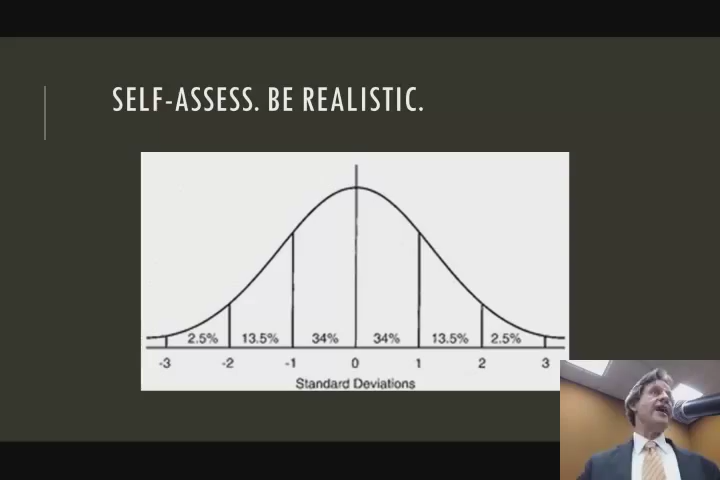 SELF-ASSESS. BE REALISTIC.
2.5% 13.5% 34% 34% 13.5% 2.5%
-3 -2 -1 0 1 2 3
Standard Deviations